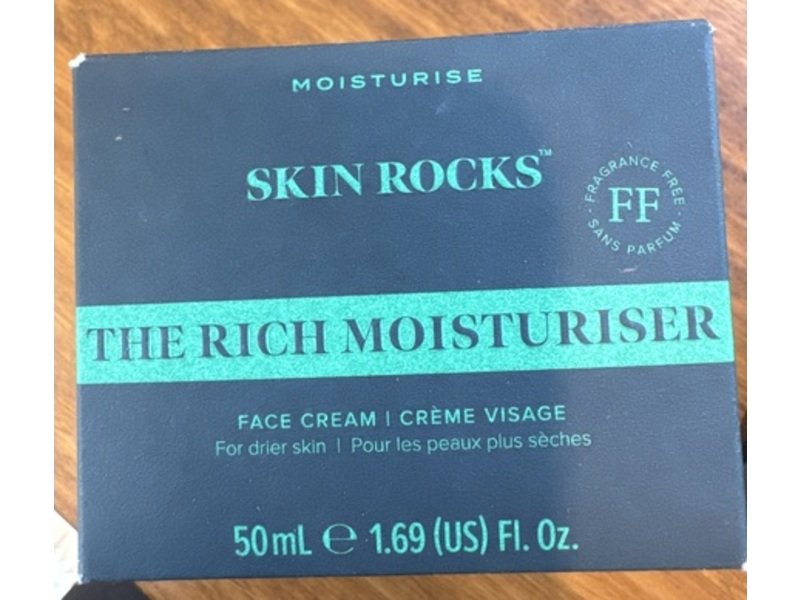 MOISTURISE
SKIN ROCKS™
FRAGRANCE FREE
FF
SANS PARFUM
THE RICH MOISTURISER
FACE CREAM | CRÈME VISAGE
For drier skin | Pour les peaux plus sèches
50mL ℮ 1.69 (US) Fl. Oz.